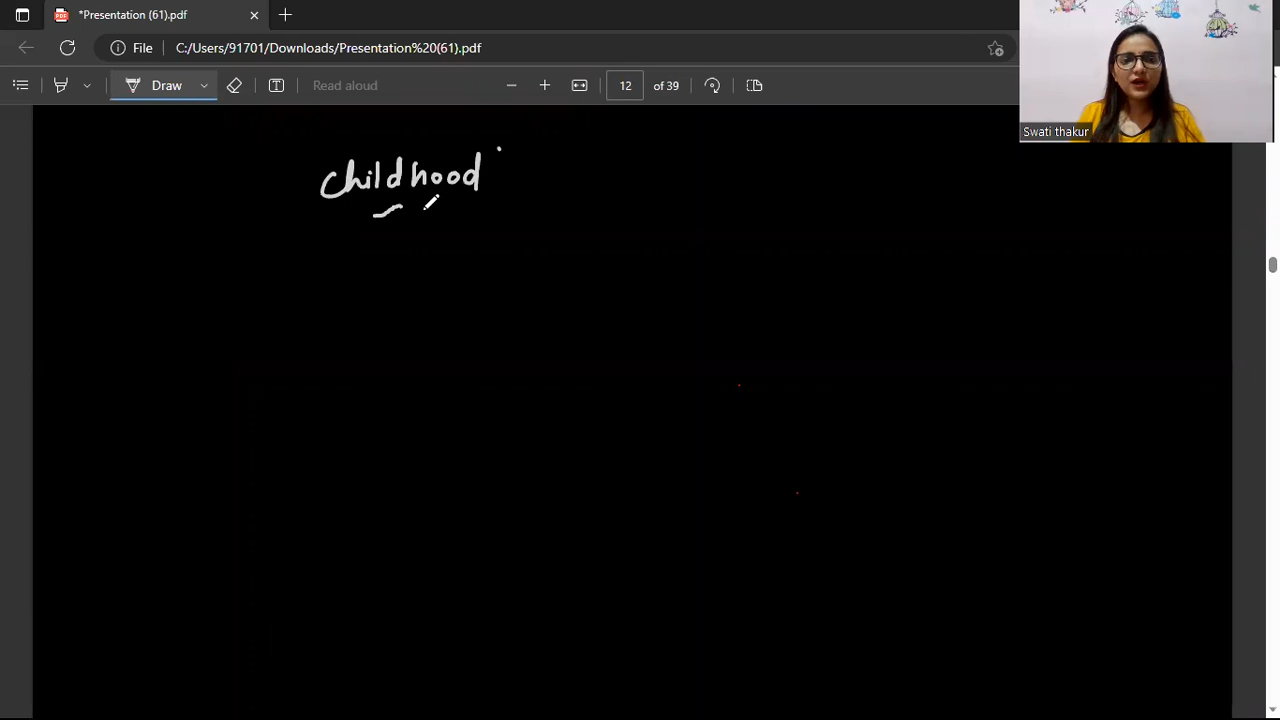 *Presentation (61).pdf
File C:/Users/91701/Downloads/Presentation%20(61).pdf
Draw Read aloud 12 of 39
Swati thakur
childhood